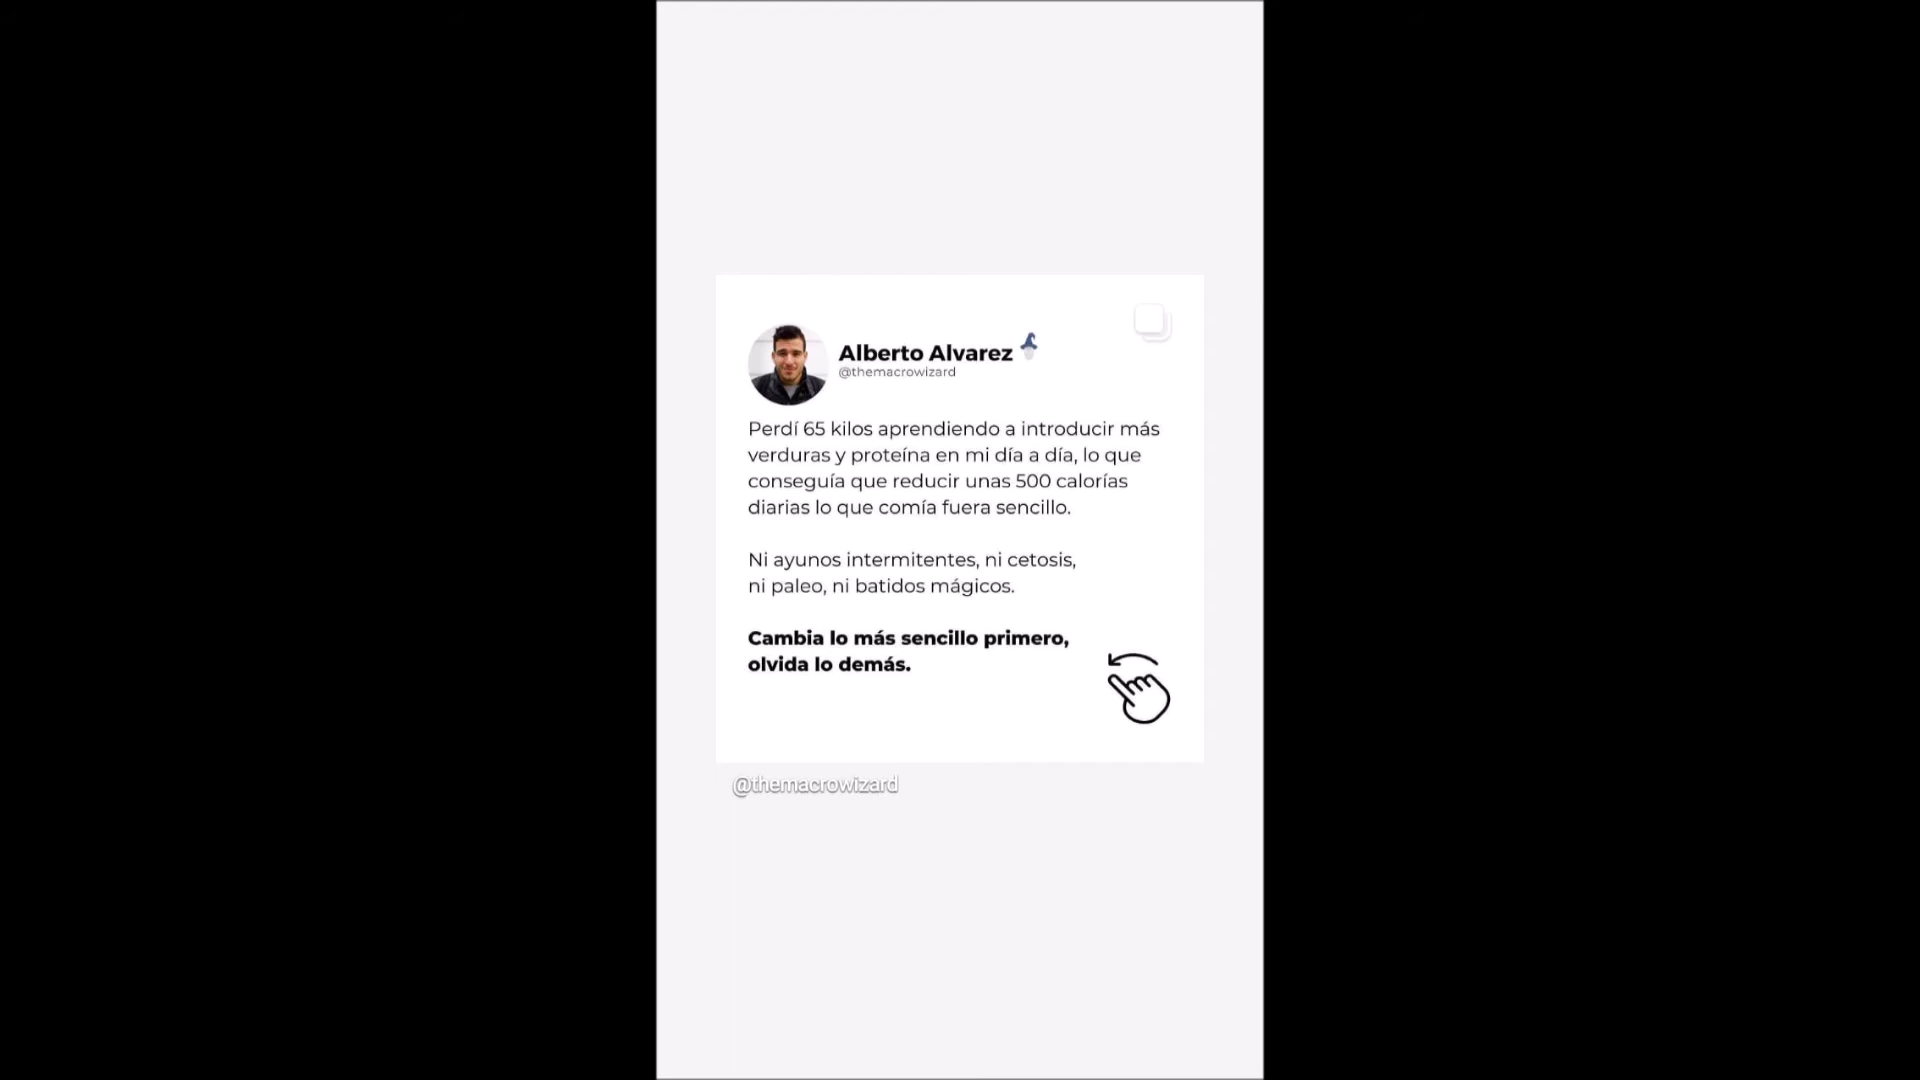 Alberto Alvarez
@themacrowizard
Perdí 65 kilos aprendiendo a introducir más
verduras y proteína en mi día a día, lo que
conseguía que reducir unas 500 calorías
diarias lo que comía fuera sencillo.
Ni ayunos intermitentes, ni cetosis,
ni paleo, ni batidos mágicos.
Cambia lo más sencillo primero,
olvida lo demás.
@themacrowizard